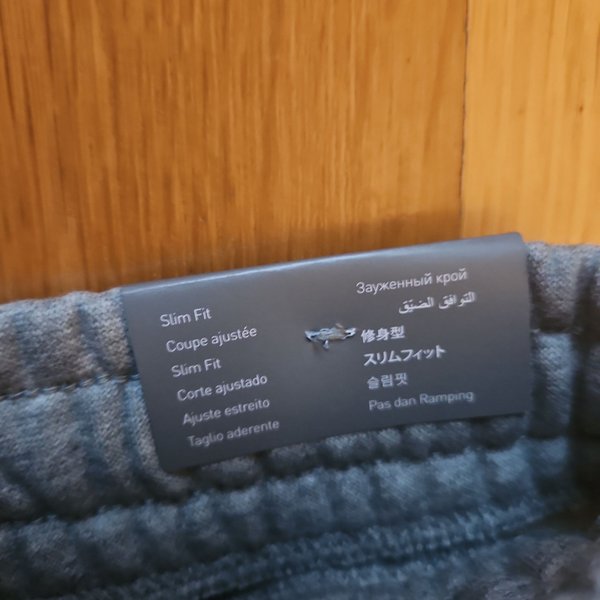 Slim Fit
Coupe ajustée
Slim Fit
Corte ajustado
Ajuste estreito
Taglio aderente
Зауженный крой
التوافق الضيّق
修身型
スリムフィット
슬림핏
Pas dan Ramping